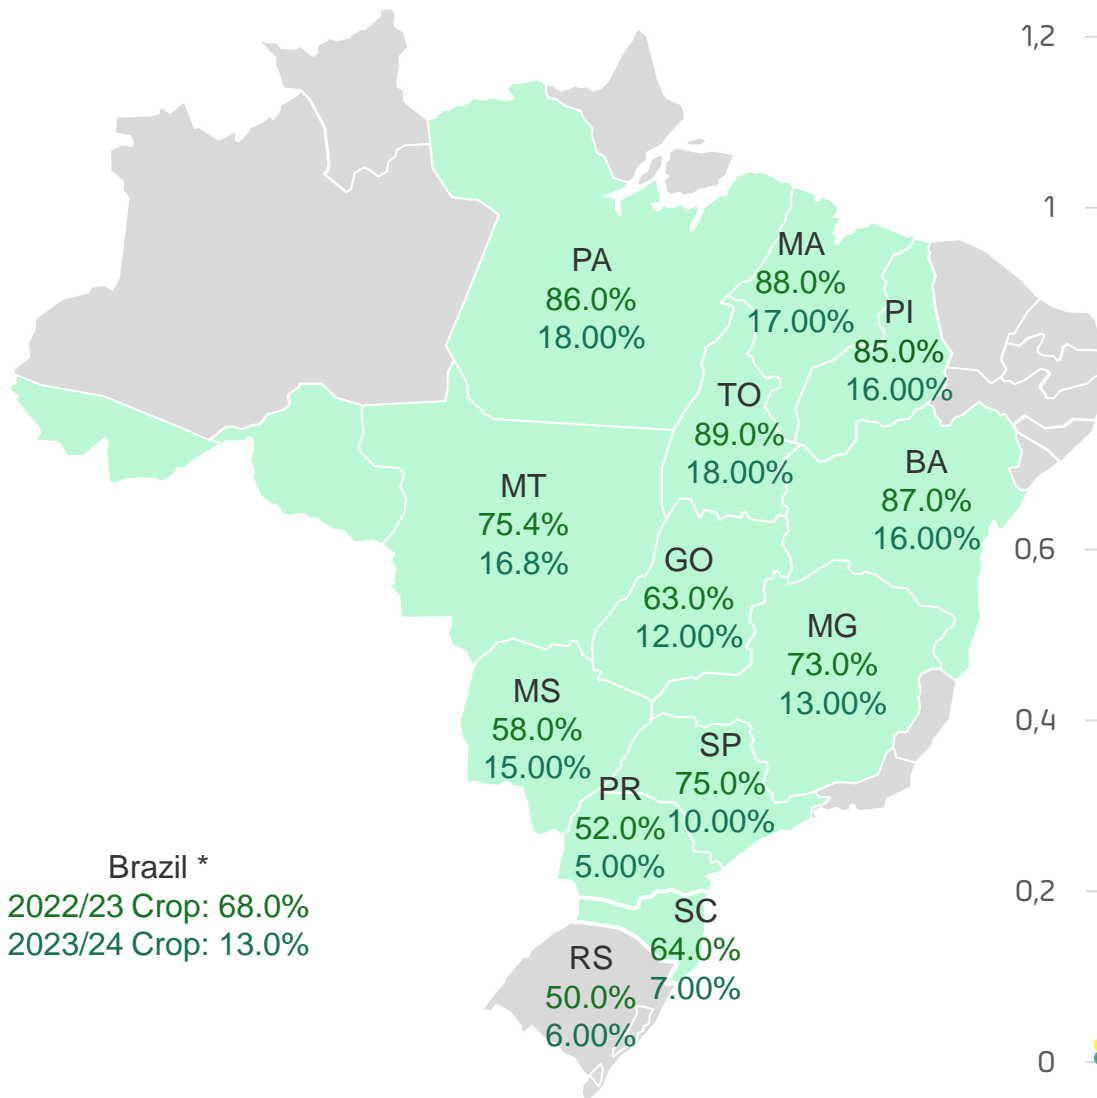 PA
86.0%
18.00%
MA
88.0%
17.00%
PI
85.0%
16.00%
TO
89.0%
18.00%
BA
87.0%
16.00%
MT
75.4%
16.8%
GO
63.0%
12.00%
MG
73.0%
13.00%
MS
58.0%
15.00%
SP
75.0%
10.00%
PR
52.0%
5.00%
SC
64.0%
7.00%
RS
50.0%
6.00%
Brazil *
2022/23 Crop: 68.0%
2023/24 Crop: 13.0%
1,2
1
0,6
0,4
0,2
0